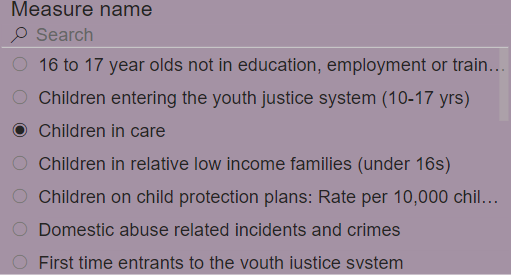 Measure name
Search
16 to 17 year olds not in education, employment or train...
Children entering the youth justice system (10-17 yrs)
Children in care
Children in relative low income families (under 16s)
Children on child protection plans: Rate per 10,000 chil...
Domestic abuse related incidents and crimes
First time entrants to the youth justice system